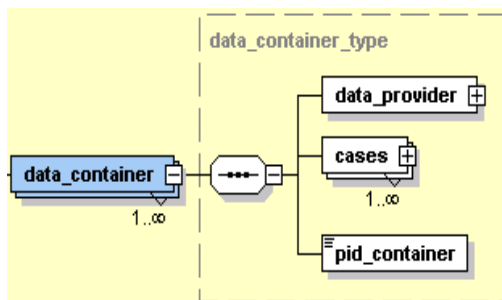 data_container_type
data_provider
cases
1..∞
data_container
1..∞
pid_container